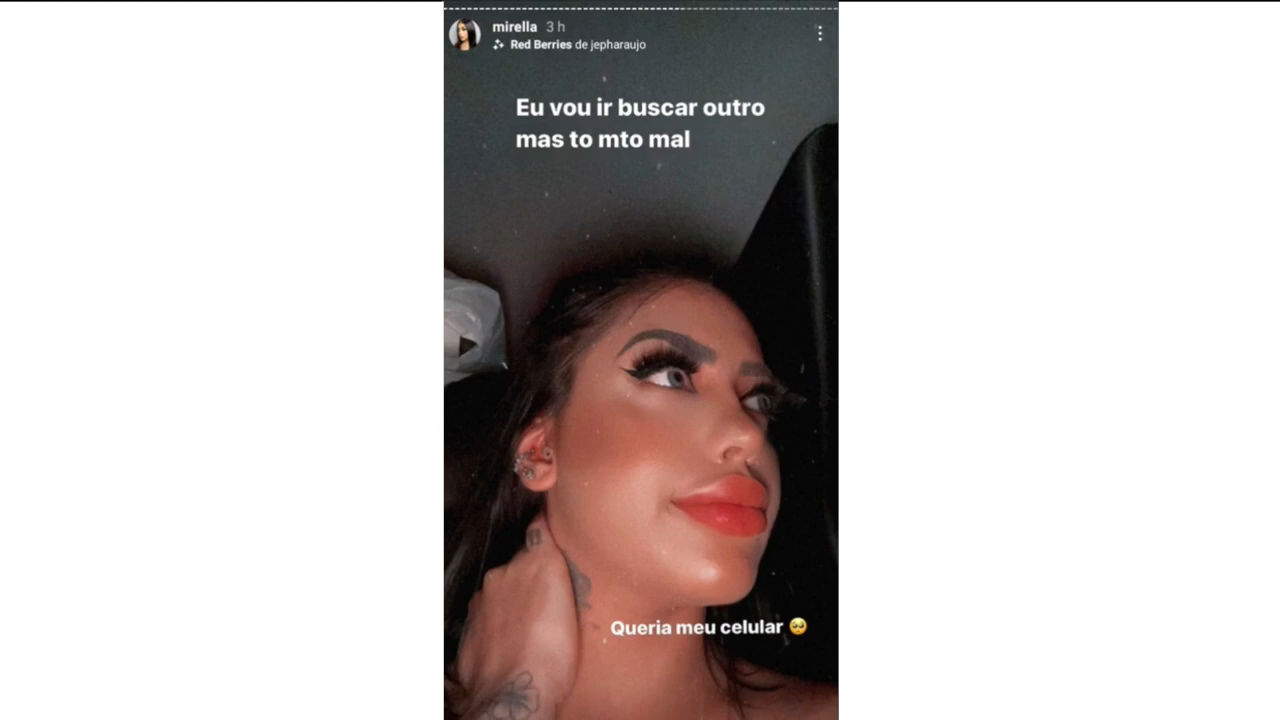 mirella 3 h
Red Berries de jepharaujo
Eu vou ir buscar outro
mas to mto mal
Queria meu celular 🥺